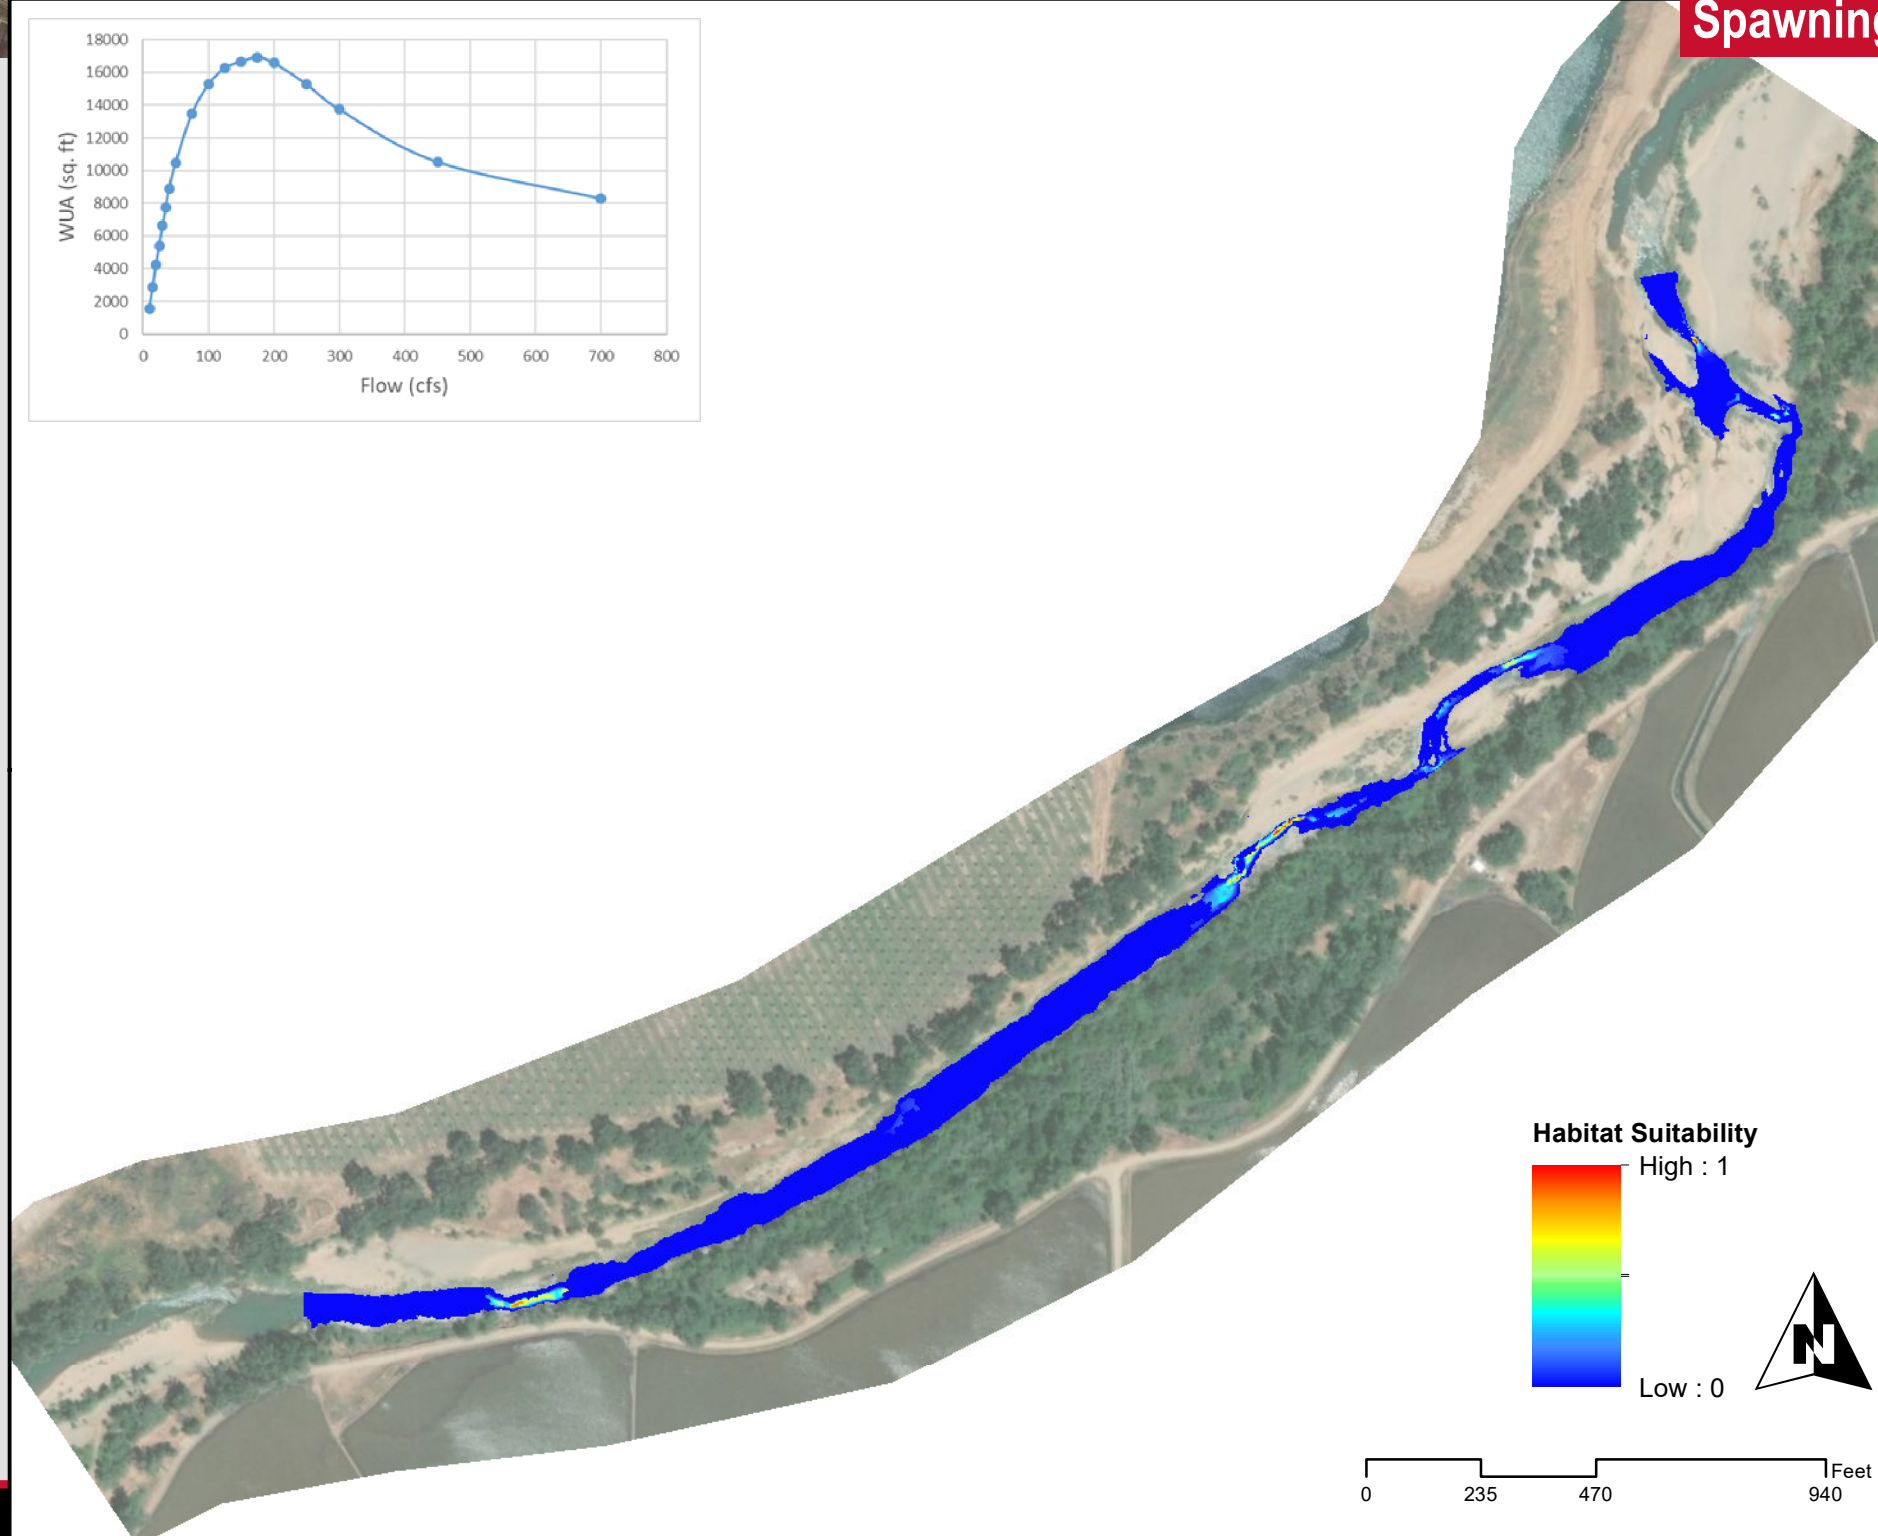 Spawning
18000
16000
14000
12000
10000
8000
6000
4000
2000
0
WUA (sq. ft)
0 100 200 300 400 500 600 700 800
Flow (cfs)
Habitat Suitability
High : 1
Low : 0
N
Feet
0 235 470 940